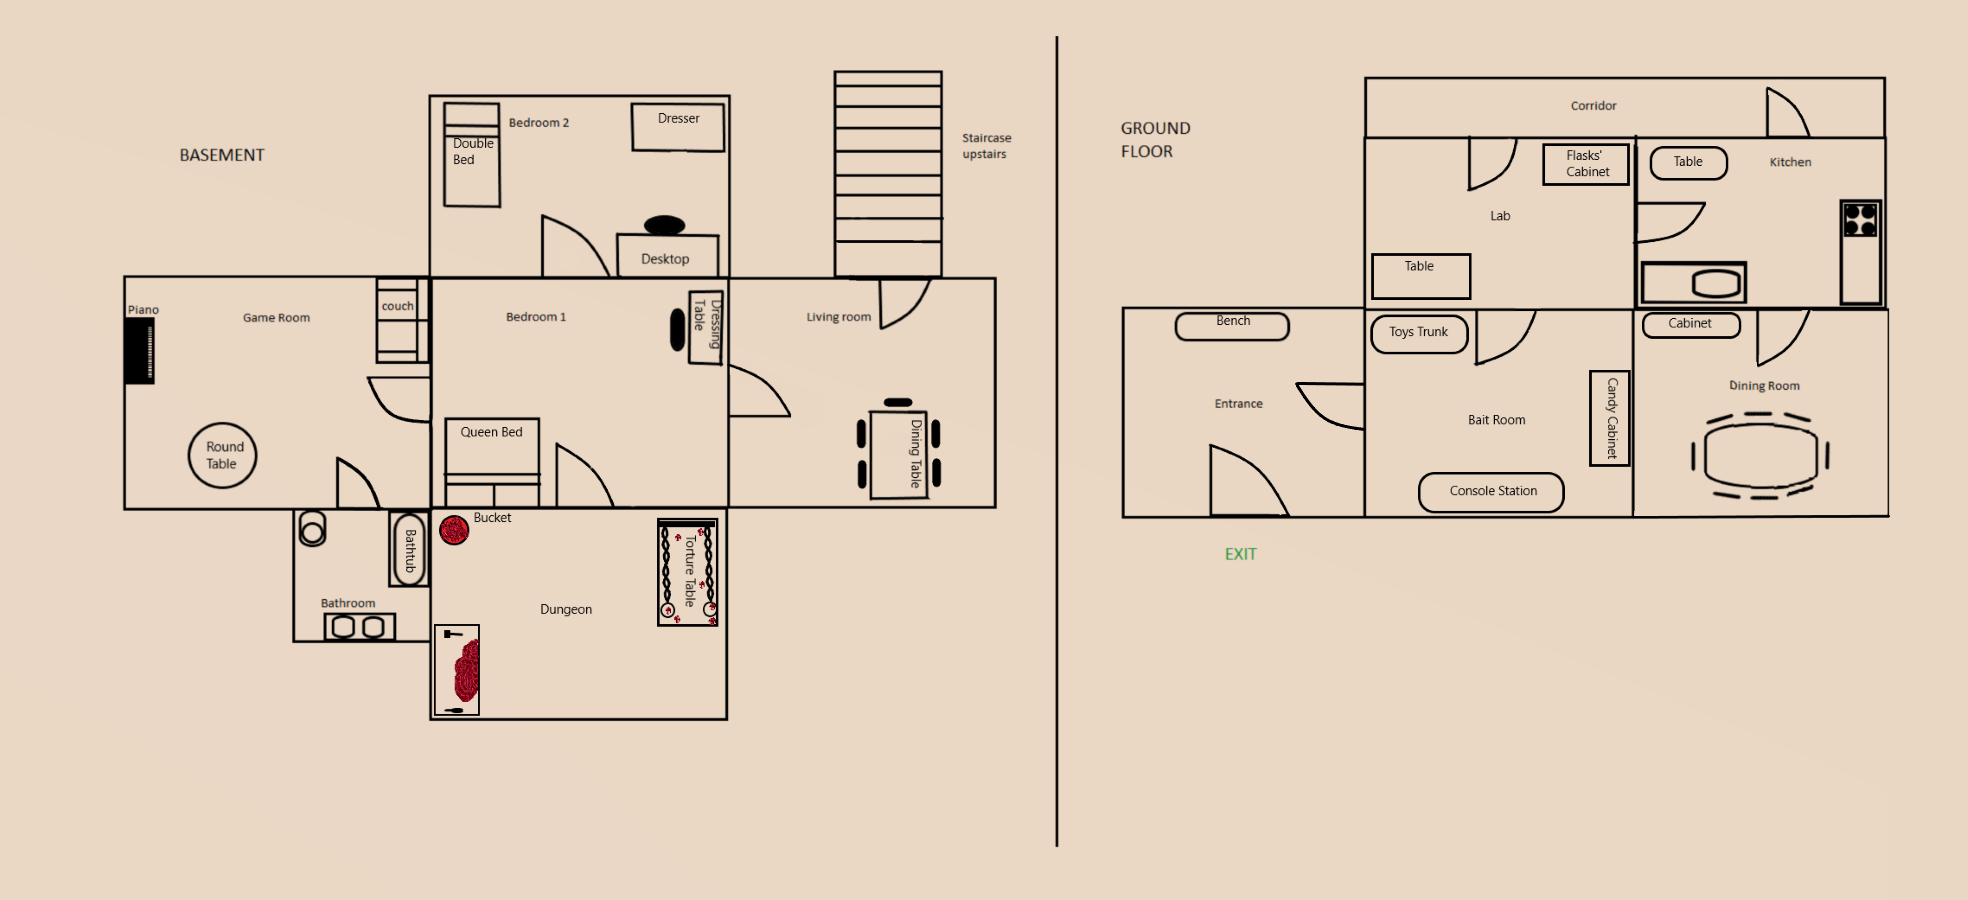 BASEMENT
Bedroom 2
Double
Bed
Dresser
Desktop
Staircase
upstairs
Piano
Game Room
couch
Round
Table
Bedroom 1
Dressing
Table
Queen Bed
Living room
Dining Table
Bathtub
Bathroom
Bucket
Dungeon
Torture Table
GROUND
FLOOR
Corridor
Flasks'
Cabinet
Lab
Table
Table
Kitchen
Bench
Entrance
Toys Trunk
Bait Room
Candy Cabinet
Console Station
Cabinet
Dining Room
EXIT